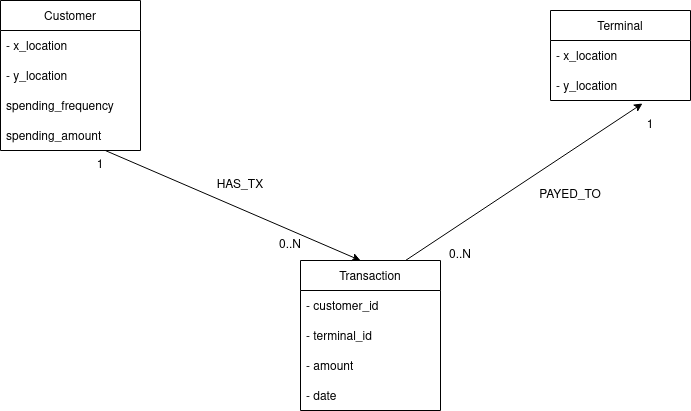 Customer
- x_location
- y_location
spending_frequency
spending_amount
1
HAS_TX
0..N
Terminal
- x_location
- y_location
1
PAYED_TO
0..N
Transaction
- customer_id
- terminal_id
- amount
- date